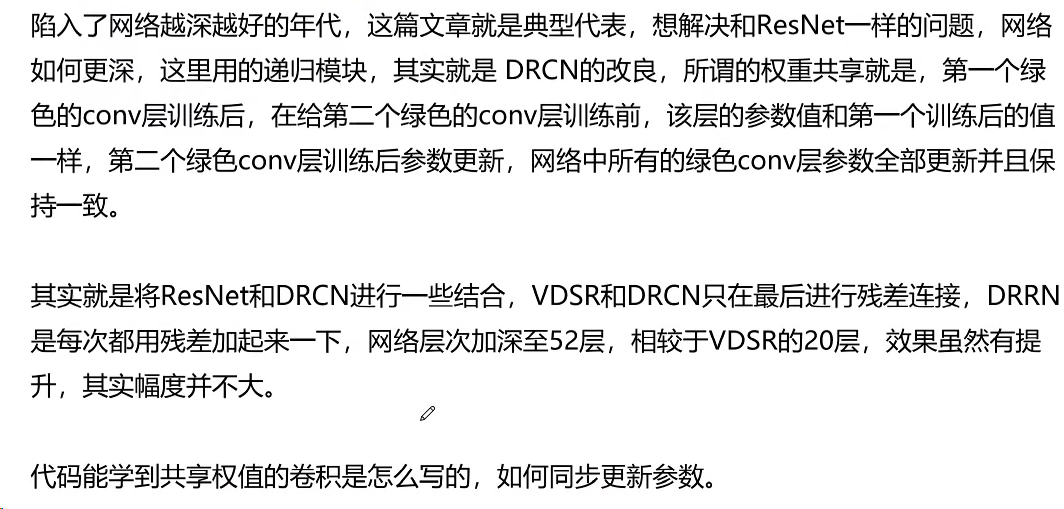 陷入了网络越深越好的年代，这篇文章就是典型代表，想解决和ResNet一样的问题，网络
如何更深，这里用的递归模块，其实就是 DRCN的改良，所谓的权重共享就是，第一个绿
色的conv层训练后，在给第二个绿色的conv层训练前，该层的参数值和第一个训练后的值
一样，第二个绿色conv层训练后参数更新，网络中所有的绿色conv层参数全部更新并且保
持一致。
其实就是将ResNet和DRCN进行一些结合，VDSR和DRCN只在最后进行残差连接，DRRN
是每次都用残差加起来一下，网络层次加深至52层，相较于VDSR的20层，效果虽然有提
升，其实幅度并不大。
代码能学到共享权值的卷积是怎么写的，如何同步更新参数。